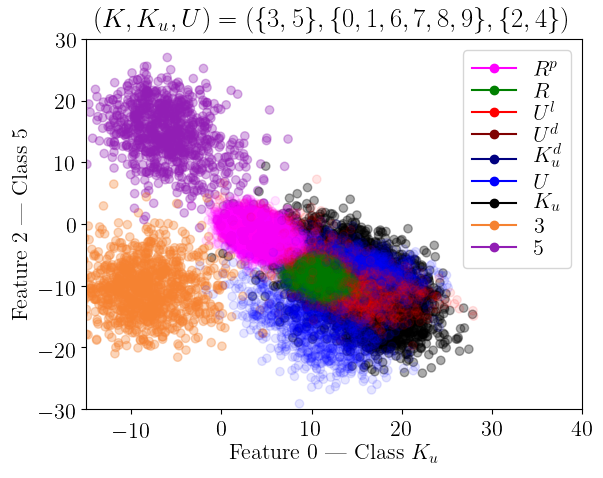 (K, K_u, U) = ({3, 5}, {0, 1, 6, 7, 8, 9}, {2, 4})
30
20
10
0
−10
−20
−30
Feature 2 — Class 5
R^p
R
U^l
U^d
K_u^d
U
K_u
3
5
−10
0
10
20
30
40
Feature 0 — Class K_u